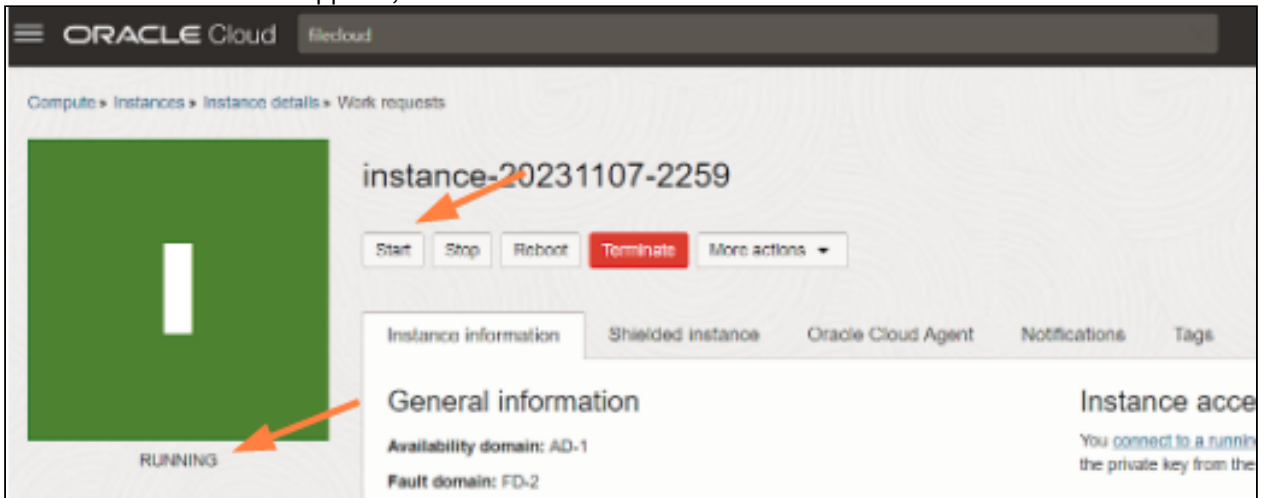 ORACLE Cloud filecloud
Compute » Instances » Instance details » Work requests
instance-20231107-2259
Start Stop Reboot Terminate More actions
I
RUNNING
Instance information Shielded instance Oracle Cloud Agent Notifications Tags
General information
Availability domain: AD-1
Fault domain: FD-2
Instance acce
You connect to a runnin
the private key from the